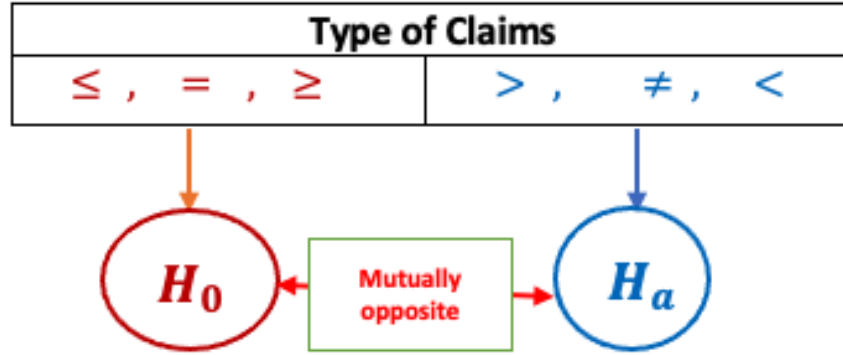 Type of Claims
≤ , = , ≥
> , ≠ , <
H₀
Mutually
opposite
Hₐ